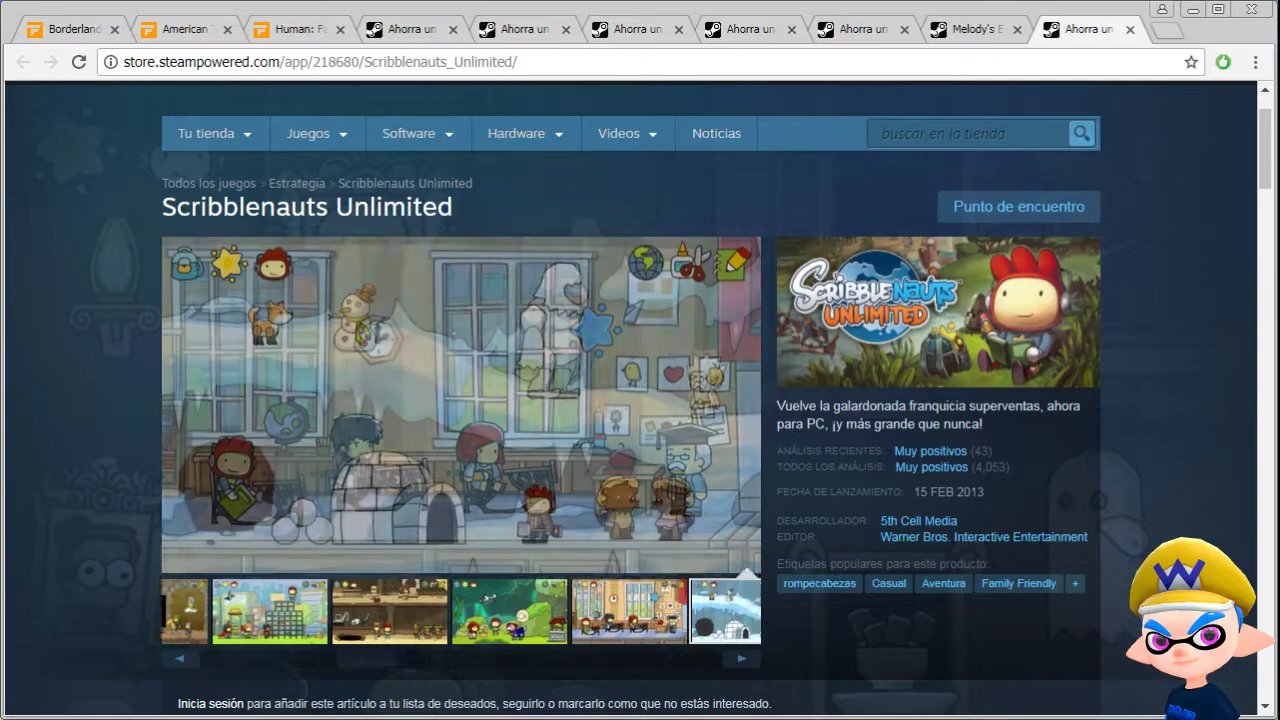 Borderland
American T
Human: Fa
Ahorra un
Ahorra un
Ahorra un
Ahorra un
Ahorra un
Melody's E
Ahorra un
store.steampowered.com/app/218680/Scribblenauts_Unlimited/
Tu tienda
Juegos
Software
Hardware
Videos
Noticias
buscar en la tienda
Todos los juegos > Estrategia > Scribblenauts Unlimited
Scribblenauts Unlimited
Punto de encuentro
SCRIBBLENAUTS
UNLIMITED
Vuelve la galardonada franquicia superventas, ahora
para PC, ¡y más grande que nunca!
ANÁLISIS RECIENTES: Muy positivos (43)
TODOS LOS ANÁLISIS: Muy positivos (4,053)
FECHA DE LANZAMIENTO: 15 FEB 2013
DESARROLLADOR: 5th Cell Media
EDITOR: Warner Bros. Interactive Entertainment
Etiquetas populares para este producto:
rompecabezas Casual Aventura Family Friendly +
W
Inicia sesión para añadir este artículo a tu lista de deseados, seguirlo o marcarlo como que no estás interesado.